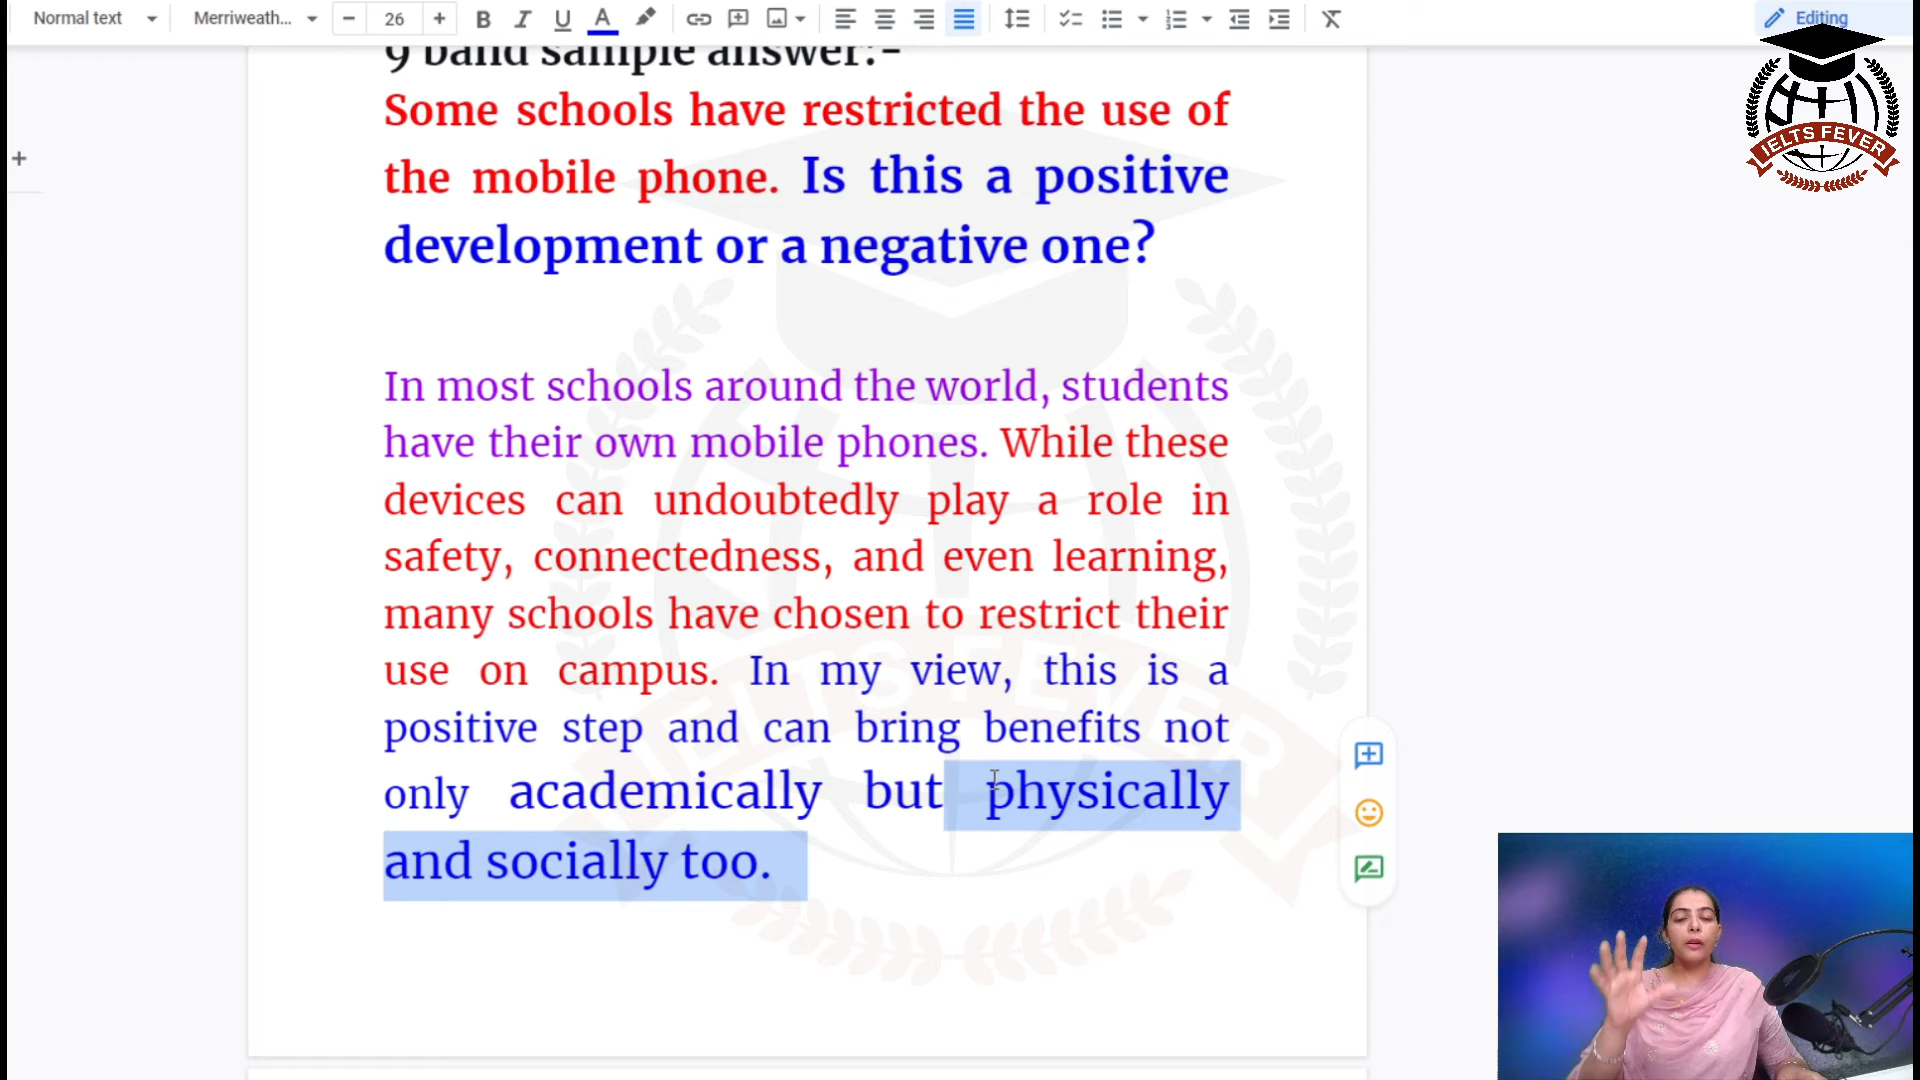 Normal text Merriweath... 26 B I U A Editing
9 band sample answer:-
Some schools have restricted the use of
the mobile phone. Is this a positive
development or a negative one?
In most schools around the world, students
have their own mobile phones. While these
devices can undoubtedly play a role in
safety, connectedness, and even learning,
many schools have chosen to restrict their
use on campus. In my view, this is a
positive step and can bring benefits not
only academically but physically
and socially too.
IELTS FEVER